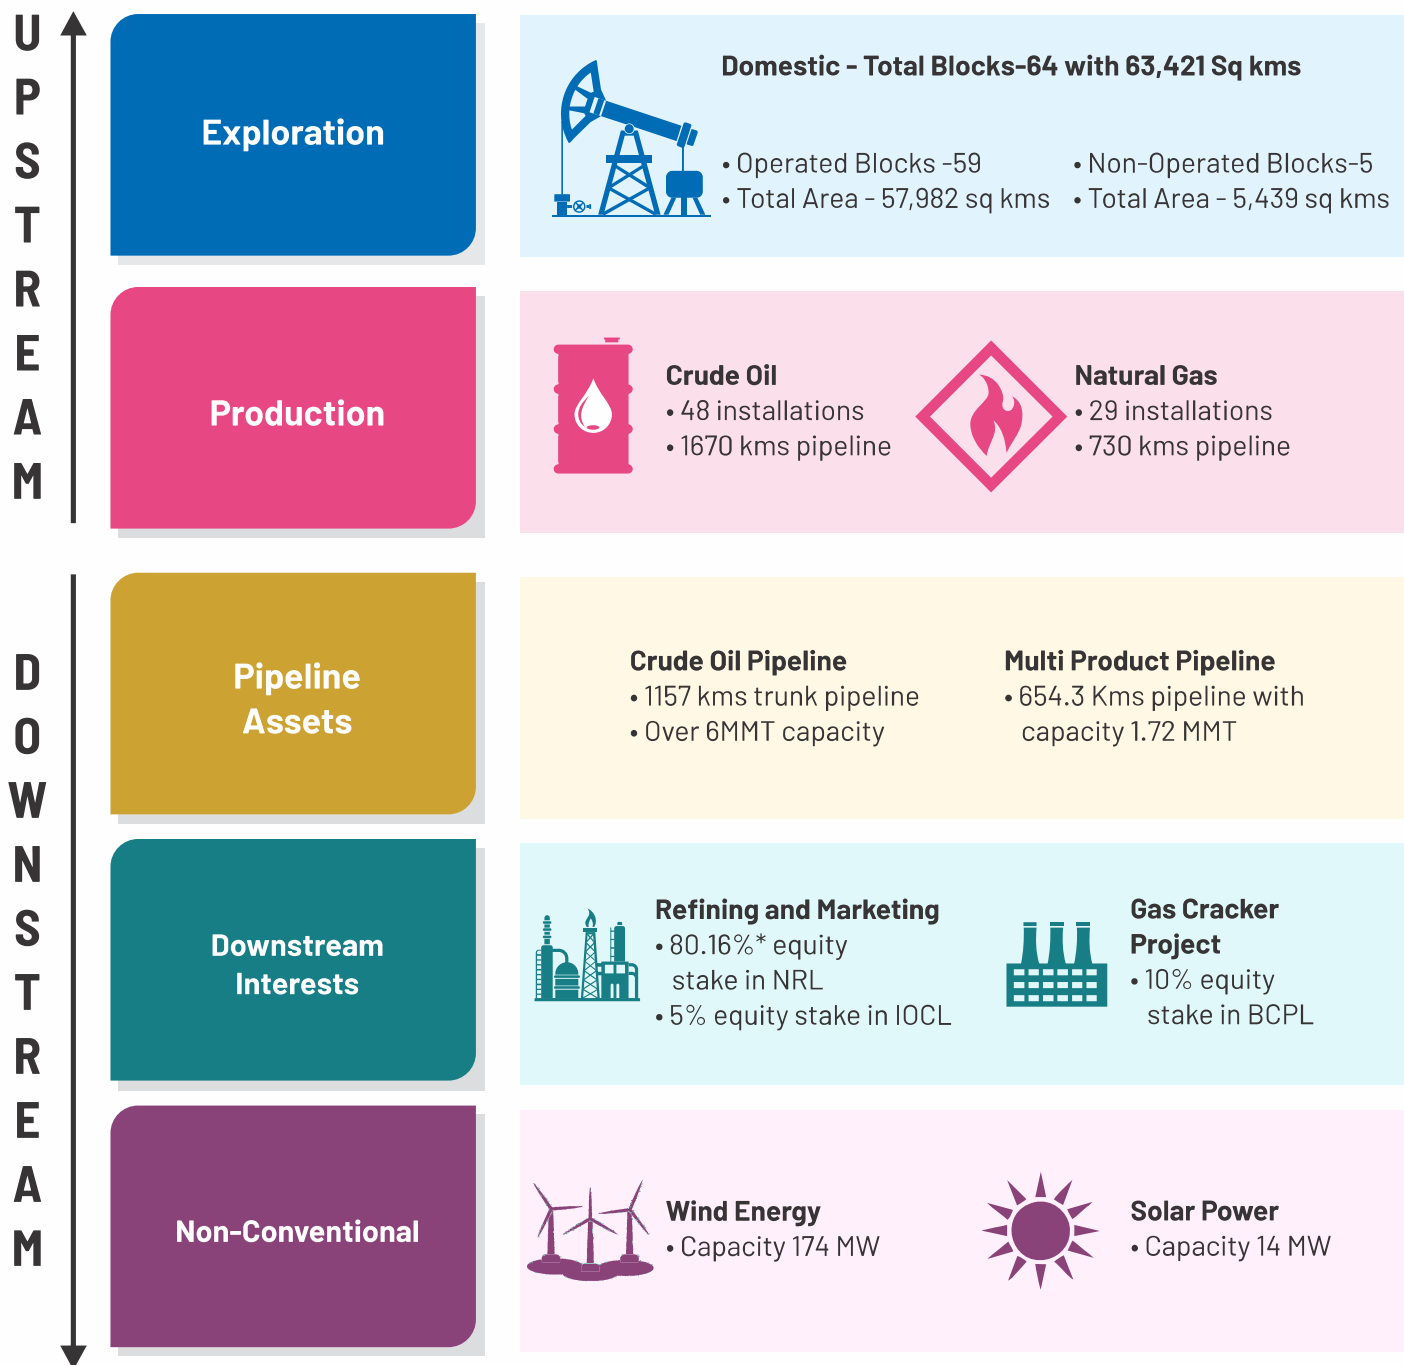 UPSTREAM
Exploration
Domestic - Total Blocks-64 with 63,421 Sq kms
• Operated Blocks -59
• Total Area - 57,982 sq kms
• Non-Operated Blocks-5
• Total Area - 5,439 sq kms
Production
Crude Oil
• 48 installations
• 1670 kms pipeline
Natural Gas
• 29 installations
• 730 kms pipeline
DOWNSTREAM
Pipeline
Assets
Crude Oil Pipeline
• 1157 kms trunk pipeline
• Over 6MMT capacity
Multi Product Pipeline
• 654.3 Kms pipeline with
capacity 1.72 MMT
Downstream
Interests
Refining and Marketing
• 80.16%* equity
stake in NRL
• 5% equity stake in IOCL
Gas Cracker
Project
• 10% equity
stake in BCPL
Non-Conventional
Wind Energy
• Capacity 174 MW
Solar Power
• Capacity 14 MW